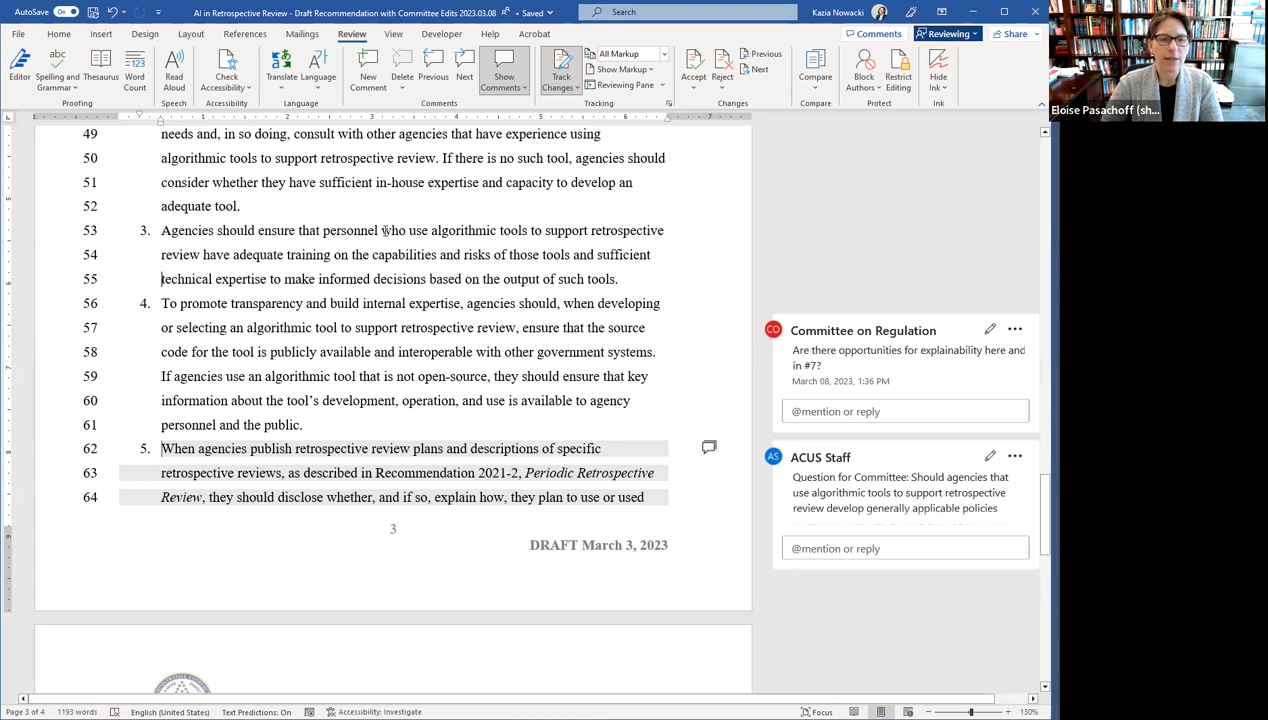 AutoSave On
AI in Retrospective Review - Draft Recommendation with Committee Edits 2023.03.08
Saved
Search
Kazia Nowacki
File Home Insert Design Layout References Mailings Review View Developer Help Acrobat
Comments
Reviewing
Share
Editor
Spelling and Grammar
Thesaurus
Word Count
Proofing
Read Aloud
Speech
Check Accessibility
Accessibility
Translate
Language
Language
New Comment
Delete
Previous
Next
Show Comments
Comments
Track Changes
All Markup
Show Markup
Reviewing Pane
Tracking
Accept
Reject
Previous
Next
Changes
Compare
Compare
Block Authors
Restrict Editing
Protect
Hide Ink
Ink
Eloise Pasachoff (sh...
49 needs and, in so doing, consult with other agencies that have experience using
50 algorithmic tools to support retrospective review. If there is no such tool, agencies should
51 consider whether they have sufficient in-house expertise and capacity to develop an
52 adequate tool.
53 3. Agencies should ensure that personnel who use algorithmic tools to support retrospective
54 review have adequate training on the capabilities and risks of those tools and sufficient
55 technical expertise to make informed decisions based on the output of such tools.
56 4. To promote transparency and build internal expertise, agencies should, when developing
57 or selecting an algorithmic tool to support retrospective review, ensure that the source
58 code for the tool is publicly available and interoperable with other government systems.
59 If agencies use an algorithmic tool that is not open-source, they should ensure that key
60 information about the tool's development, operation, and use is available to agency
61 personnel and the public.
62 5. When agencies publish retrospective review plans and descriptions of specific
63 retrospective reviews, as described in Recommendation 2021-2, Periodic Retrospective
64 Review, they should disclose whether, and if so, explain how, they plan to use or used
3
DRAFT March 3, 2023
CO Committee on Regulation
Are there opportunities for explainability here and
in #7?
March 08, 2023, 1:36 PM
@mention or reply
AS ACUS Staff
Question for Committee: Should agencies that
use algorithmic tools to support retrospective
review develop generally applicable policies
@mention or reply
Page 3 of 4
1193 words
English (United States)
Text Predictions: On
Accessibility: Investigate
Focus
130%